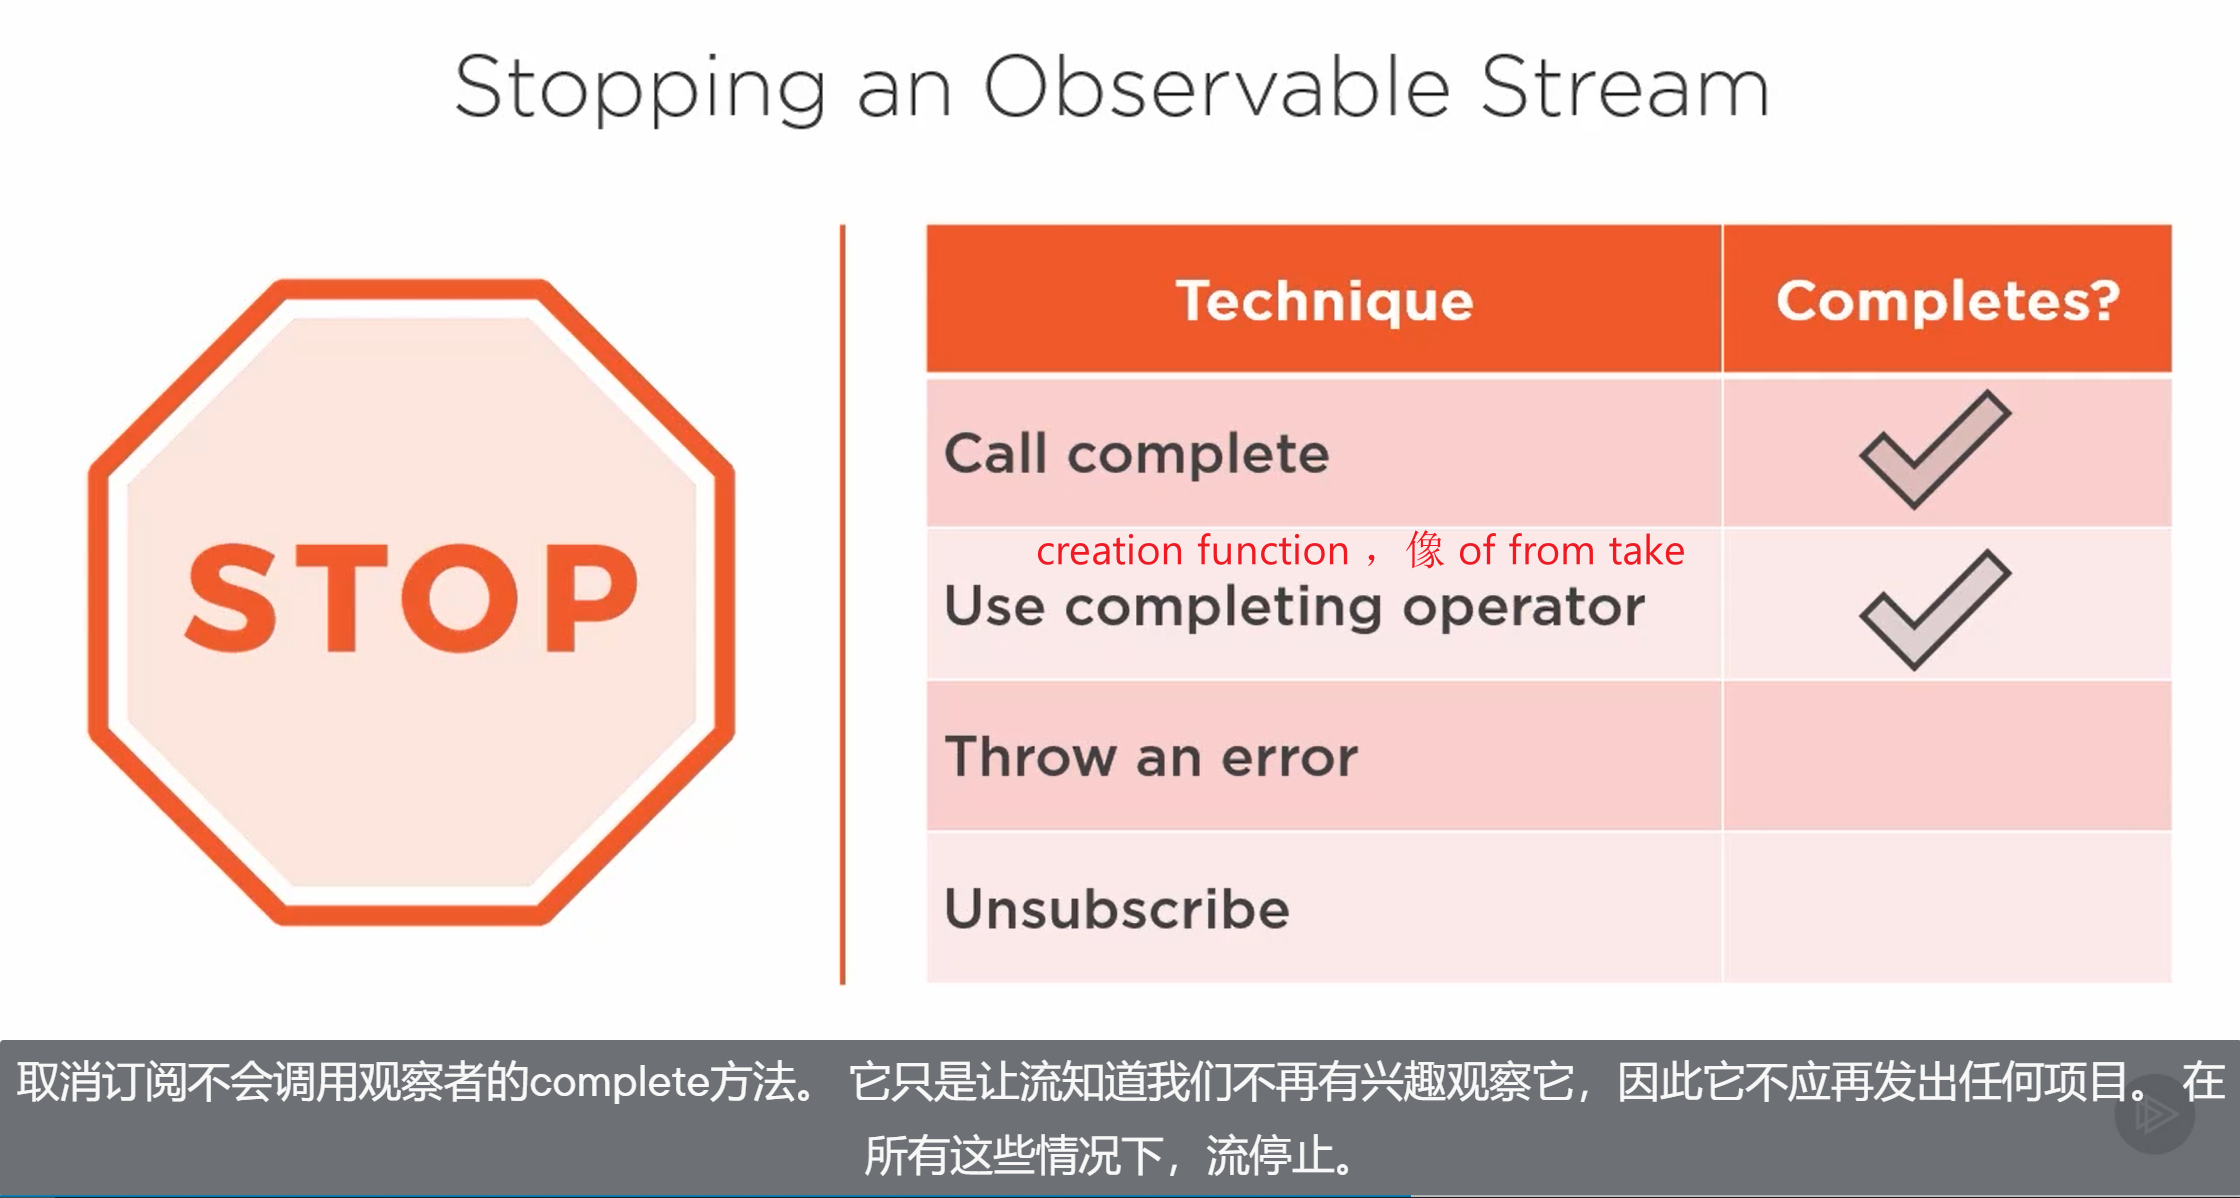 Stopping an Observable Stream
STOP
Technique
Completes?
Call complete
creation function ，像 of from take
Use completing operator
Throw an error
Unsubscribe
取消订阅不会调用观察者的complete方法。 它只是让流知道我们不再有兴趣观察它，因此它不应再发出任何项目。 在
所有这些情况下，流停止。